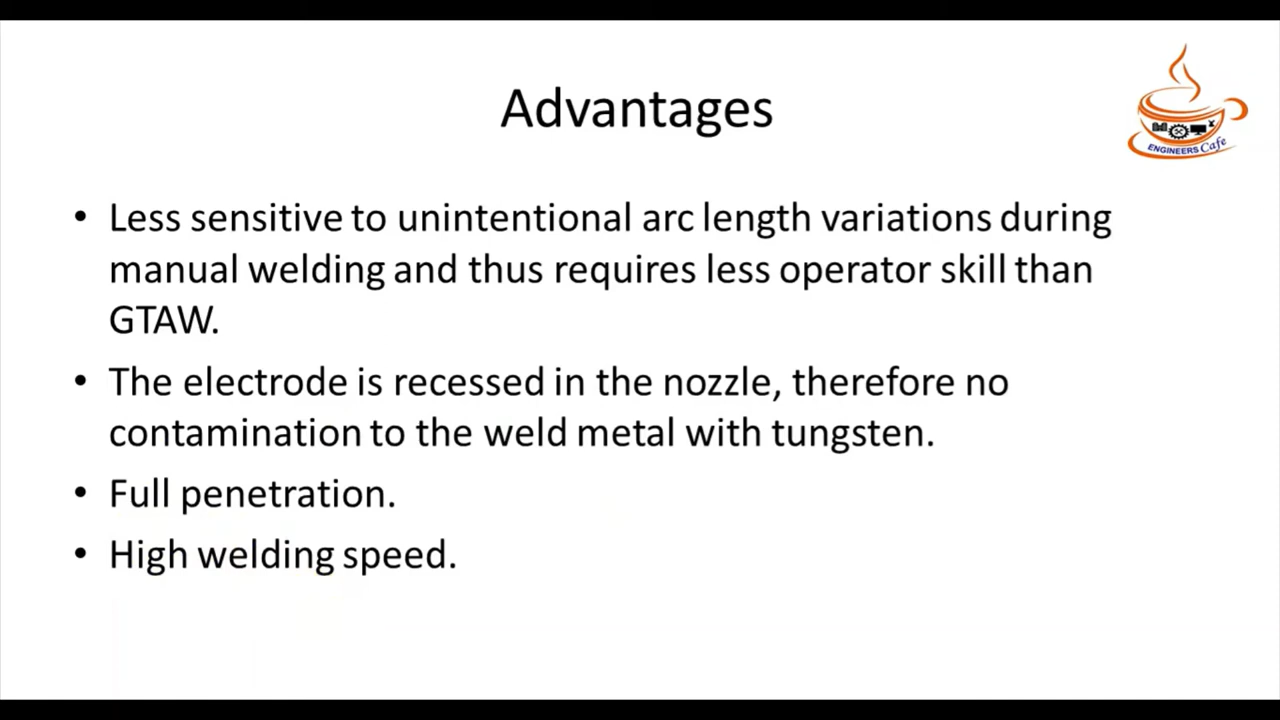 Advantages
ENGINEERS Cafe
• Less sensitive to unintentional arc length variations during
manual welding and thus requires less operator skill than
GTAW.
• The electrode is recessed in the nozzle, therefore no
contamination to the weld metal with tungsten.
• Full penetration.
• High welding speed.